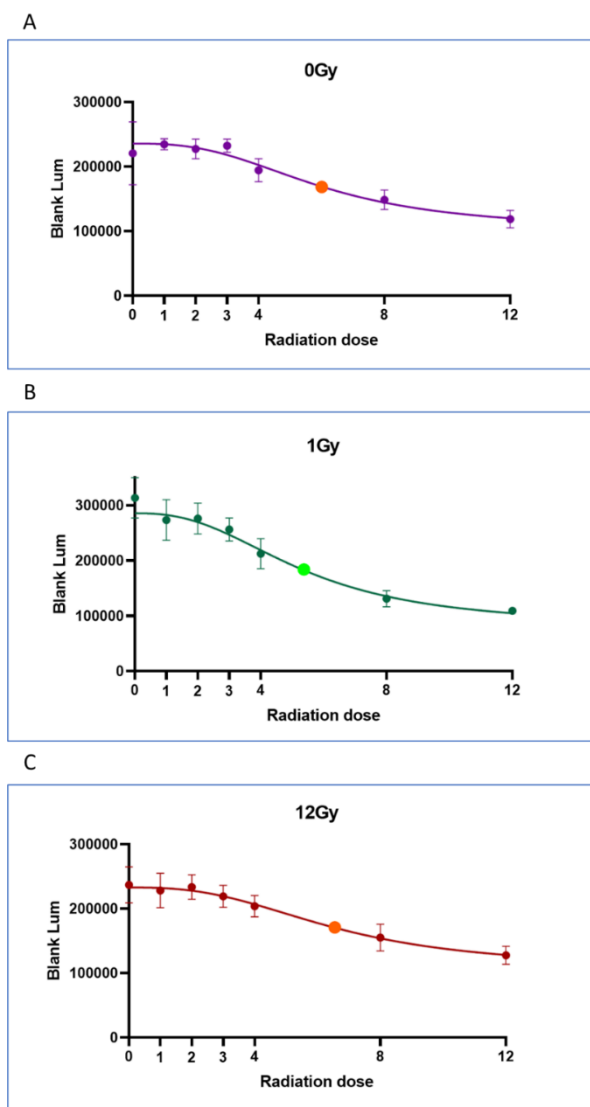 A
0Gy
300000
200000
100000
0
Blank Lum
0 1 2 3 4 8 12
Radiation dose
B
1Gy
300000
200000
100000
0
Blank Lum
0 1 2 3 4 8 12
Radiation dose
C
12Gy
300000
200000
100000
0
Blank Lum
0 1 2 3 4 8 12
Radiation dose